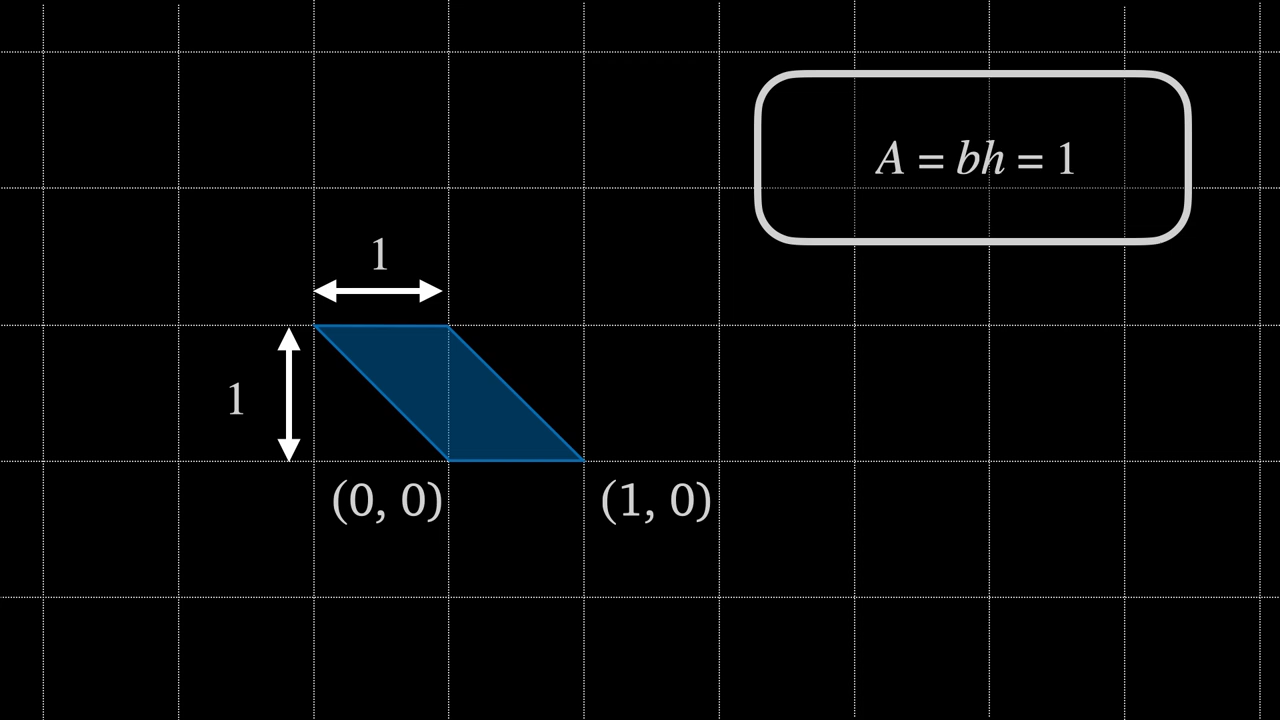 A = bh = 1
1
1
(0, 0)
(1, 0)